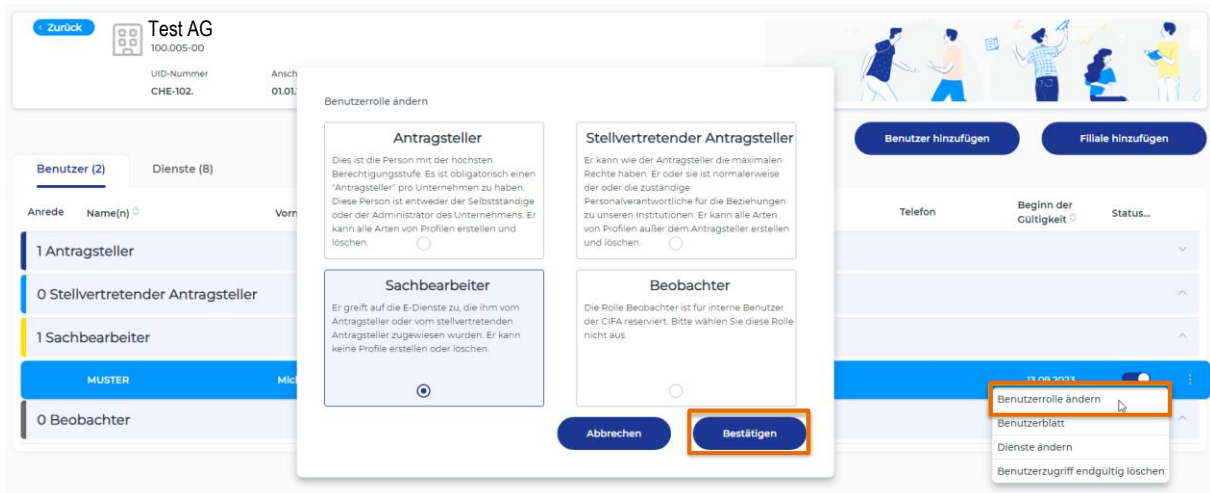 Zurück
Test AG
100.005-00
UID-Nummer
Ansch
CHE-102.
01.01.
Benutzer hinzufügen
Filiale hinzufügen
Benutzer (2)
Dienste (8)
Anrede
Name(n)
Vorn
Telefon
Beginn der
Gültigkeit
Status...
1 Antragsteller
0 Stellvertretender Antragsteller
1 Sachbearbeiter
MUSTER
Mic
13.09.2023
0 Beobachter
Benutzerrolle ändern
Antragsteller
Dies ist die Person mit der höchsten
Berechtigungsstufe. Es ist obligatorisch einen
"Antragsteller" pro Unternehmen zu haben.
Diese Person ist entweder der Selbstständige
oder der Administrator des Unternehmens. Er
kann alle Arten von Profilen erstellen und
löschen.
Stellvertretender Antragsteller
Er kann wie der Antragsteller die maximalen
Rechte haben. Er oder sie ist normalerweise
der oder die zuständige
Personalverantwortliche für die Beziehungen
zu unseren Institutionen. Er kann alle Arten
von Profilen außer dem Antragsteller erstellen
und löschen.
Sachbearbeiter
Er greift auf die E-Dienste zu, die ihm vom
Antragsteller oder vom stellvertretenden
Antragsteller zugewiesen wurden. Er kann
keine Profile erstellen oder löschen.
Beobachter
Die Rolle Beobachter ist für interne Benutzer
der CIFA reserviert. Bitte wählen Sie diese Rolle
nicht aus.
Abbrechen
Bestätigen
Benutzerrolle ändern
Benutzerblatt
Dienste ändern
Benutzerzugriff endgültig löschen